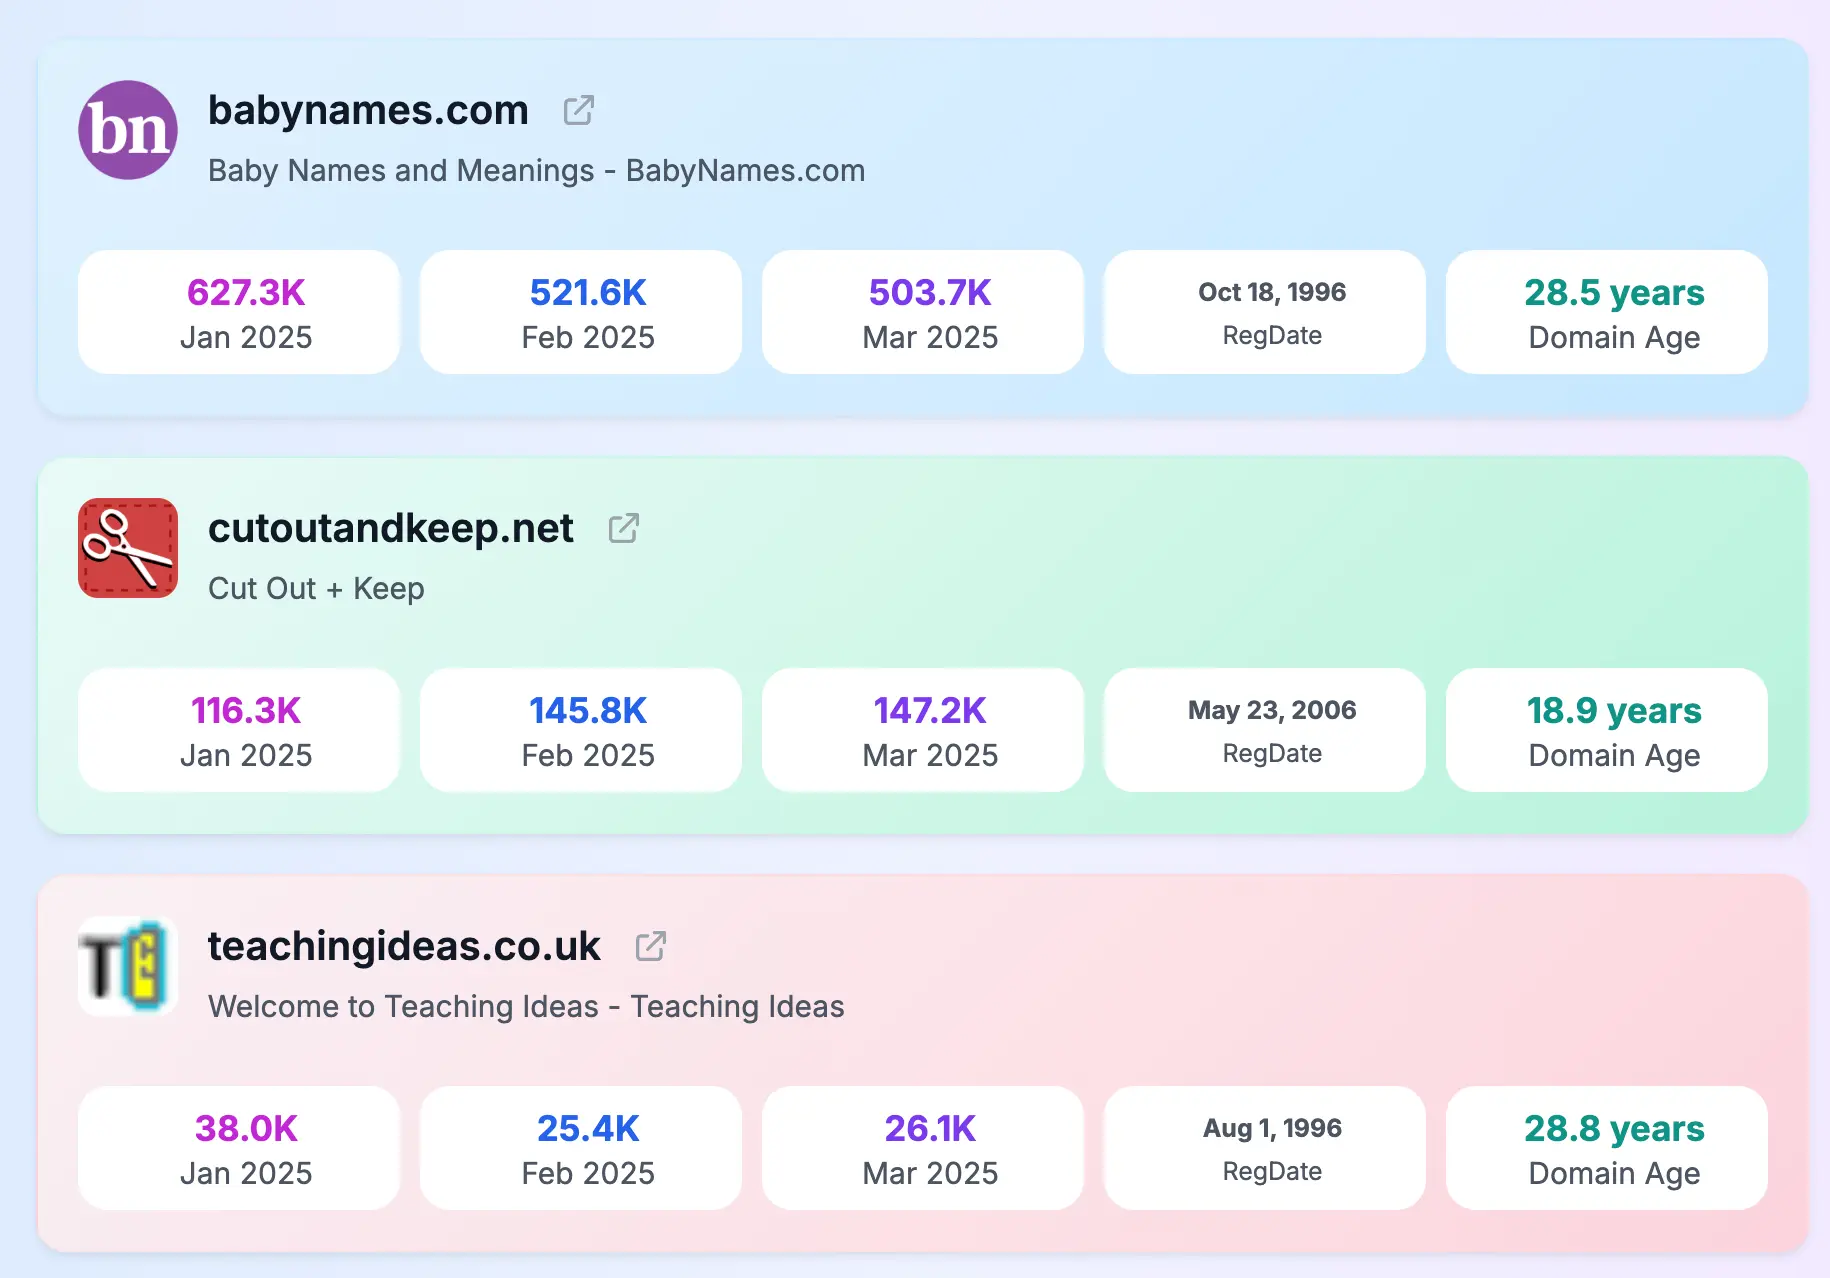 bn
babynames.com
Baby Names and Meanings - BabyNames.com
627.3K
Jan 2025
521.6K
Feb 2025
503.7K
Mar 2025
Oct 18, 1996
RegDate
28.5 years
Domain Age
cutoutandkeep.net
Cut Out + Keep
116.3K
Jan 2025
145.8K
Feb 2025
147.2K
Mar 2025
May 23, 2006
RegDate
18.9 years
Domain Age
TE
teachingideas.co.uk
Welcome to Teaching Ideas - Teaching Ideas
38.0K
Jan 2025
25.4K
Feb 2025
26.1K
Mar 2025
Aug 1, 1996
RegDate
28.8 years
Domain Age